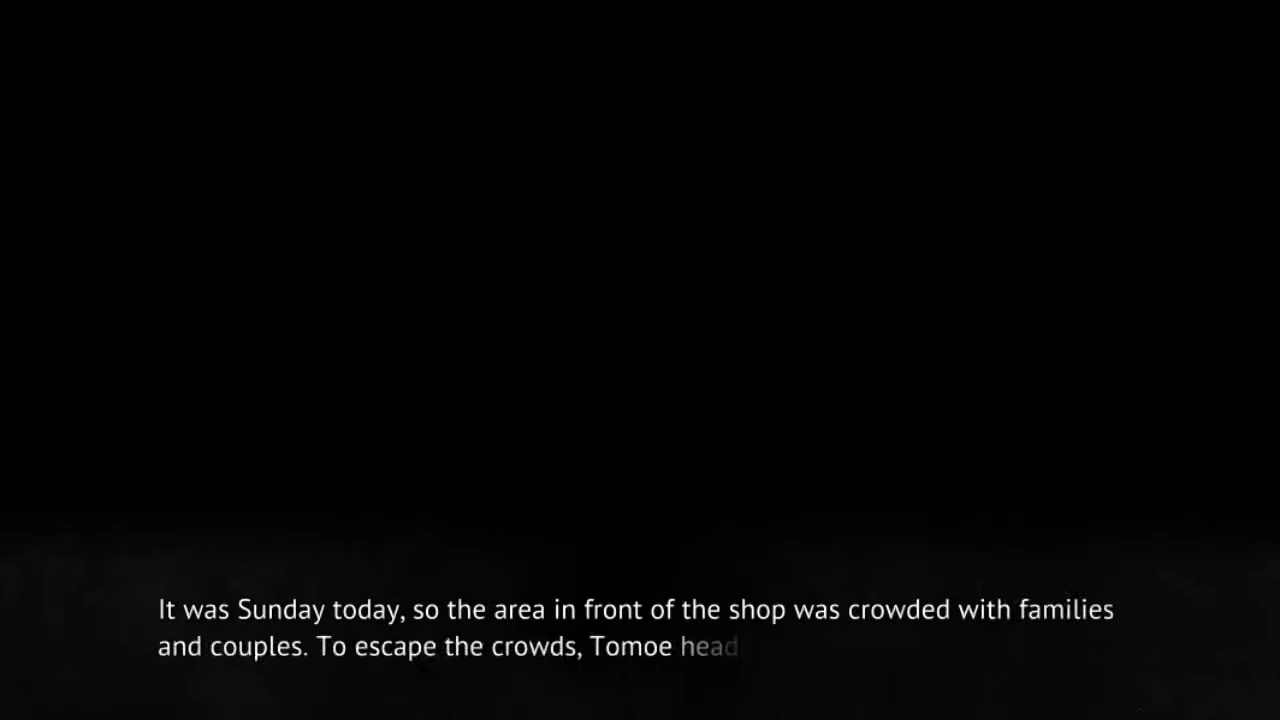 It was Sunday today, so the area in front of the shop was crowded with families
and couples. To escape the crowds, Tomoe head